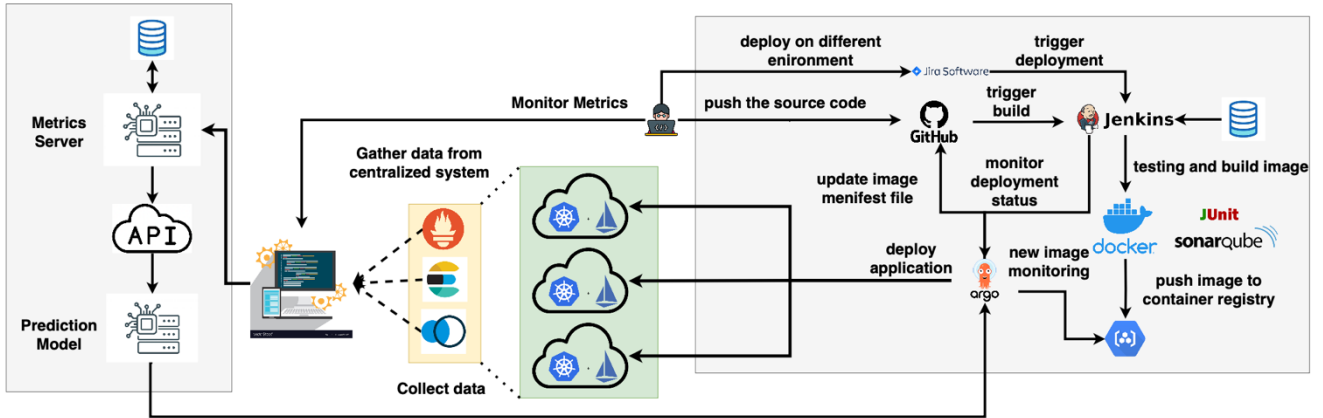 deploy on different
enironment
Jira Software
trigger
deployment
Monitor Metrics
push the source code
GitHub
trigger
build
Jenkins
Metrics
Server
Gather data from
centralized system
update image
menifest file
monitor
deployment
status
testing and build image
JUnit
sonarqube
docker
API
deploy
application
argo
new image
monitoring
push image to
container registry
Prediction
Model
Collect data